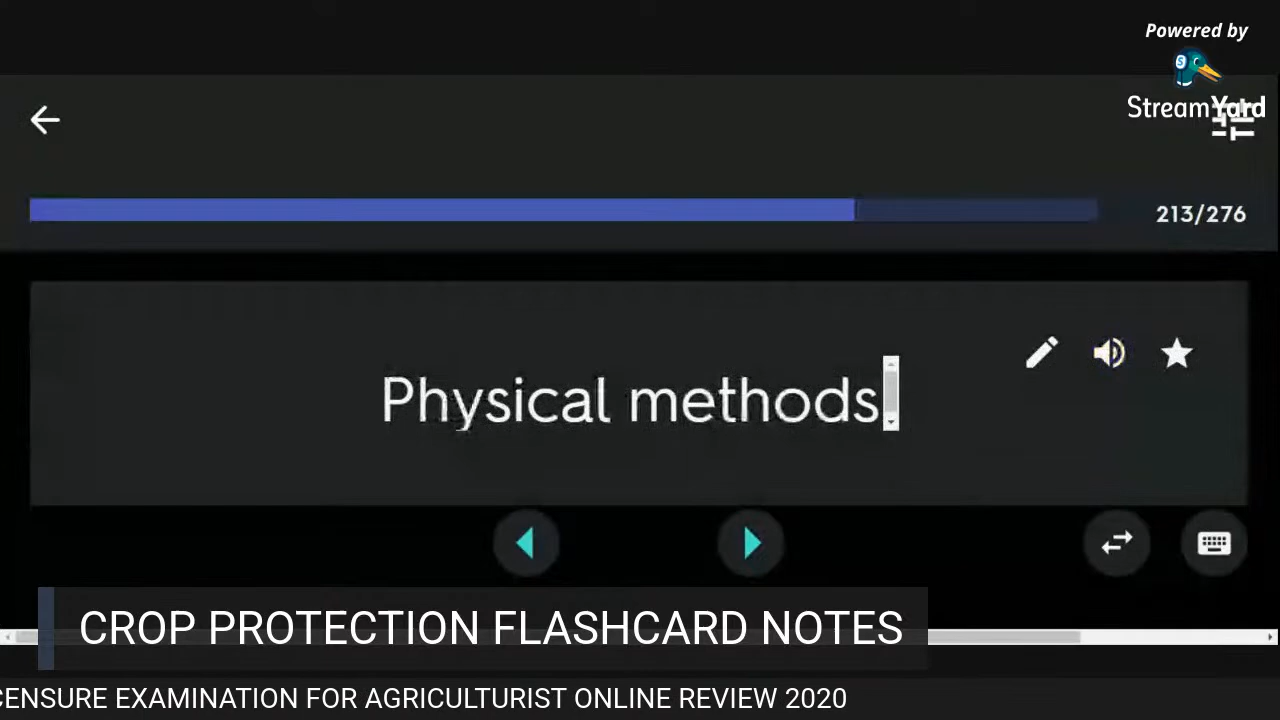 Powered by
StreamYard
213/276
Physical methods
CROP PROTECTION FLASHCARD NOTES
CENSURE EXAMINATION FOR AGRICULTURIST ONLINE REVIEW 2020